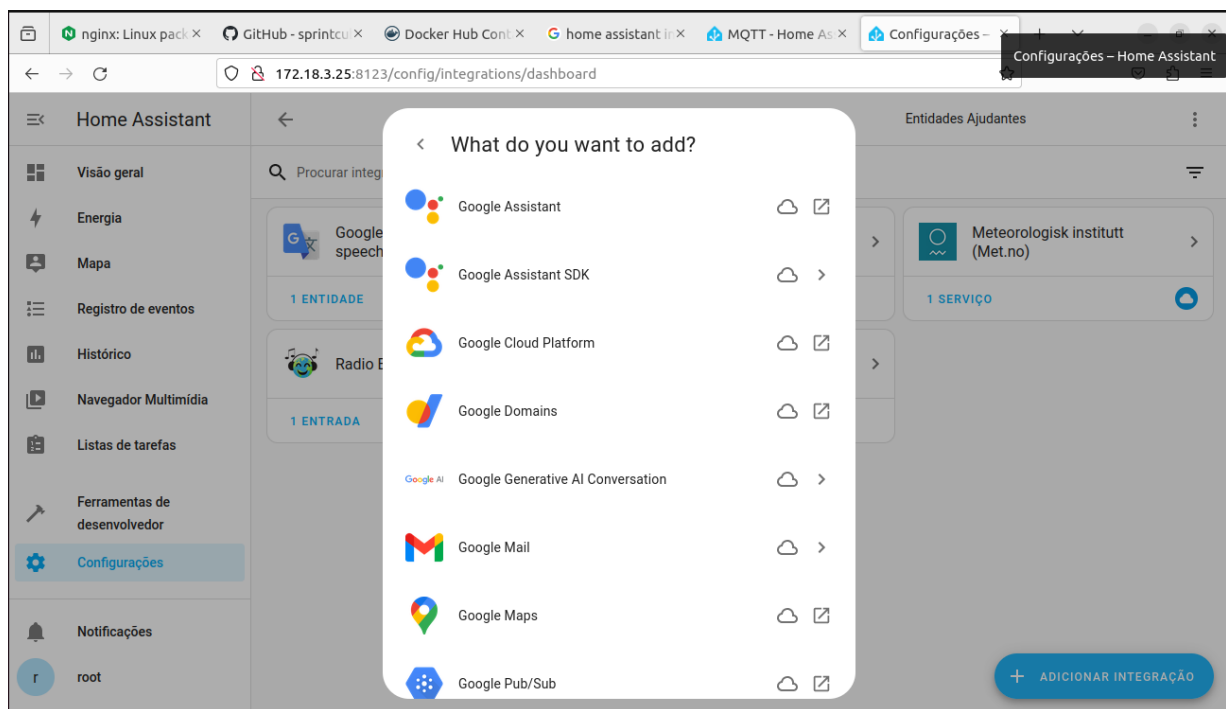 nginx: Linux pack
GitHub - sprintcu
Docker Hub Cont
home assistant in
MQTT - Home As
Configurações –
Configurações – Home Assistant
172.18.3.25:8123/config/integrations/dashboard
Home Assistant
Entidades Ajudantes
Visão geral
Energia
Mapa
Registro de eventos
Histórico
Navegador Multimídia
Listas de tarefas
Ferramentas de
desenvolvedor
Configurações
Notificações
r
root
Procurar integ
Google
speech
1 ENTIDADE
Meteorologisk institutt
(Met.no)
1 SERVIÇO
Radio
1 ENTRADA
What do you want to add?
Google Assistant
Google Assistant SDK
Google Cloud Platform
Google Domains
Google AI
Google Generative AI Conversation
Google Mail
Google Maps
Google Pub/Sub
ADICIONAR INTEGRAÇÃO